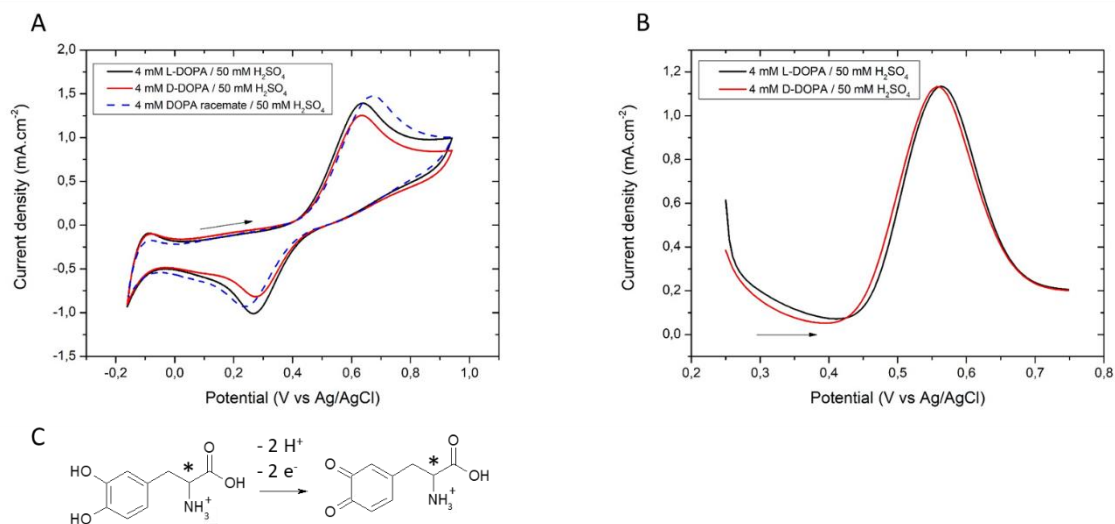 A
2,0
1,5
1,0
0,5
0,0
-0,5
-1,0
-1,5
Current density (mA.cm⁻²)
4 mM L-DOPA / 50 mM H₂SO₄
4 mM D-DOPA / 50 mM H₂SO₄
4 mM DOPA racemate / 50 mM H₂SO₄
-0,2 0,0 0,2 0,4 0,6 0,8 1,0
Potential (V vs Ag/AgCl)
B
1,2
1,0
0,8
0,6
0,4
0,2
0,0
Current density (mA.cm⁻²)
4 mM L-DOPA / 50 mM H₂SO₄
4 mM D-DOPA / 50 mM H₂SO₄
0,2 0,3 0,4 0,5 0,6 0,7 0,8
Potential (V vs Ag/AgCl)
C
HO
HO
*
O
OH
NH₃⁺
- 2 H⁺
- 2 e⁻
O
O
*
O
OH
NH₃⁺